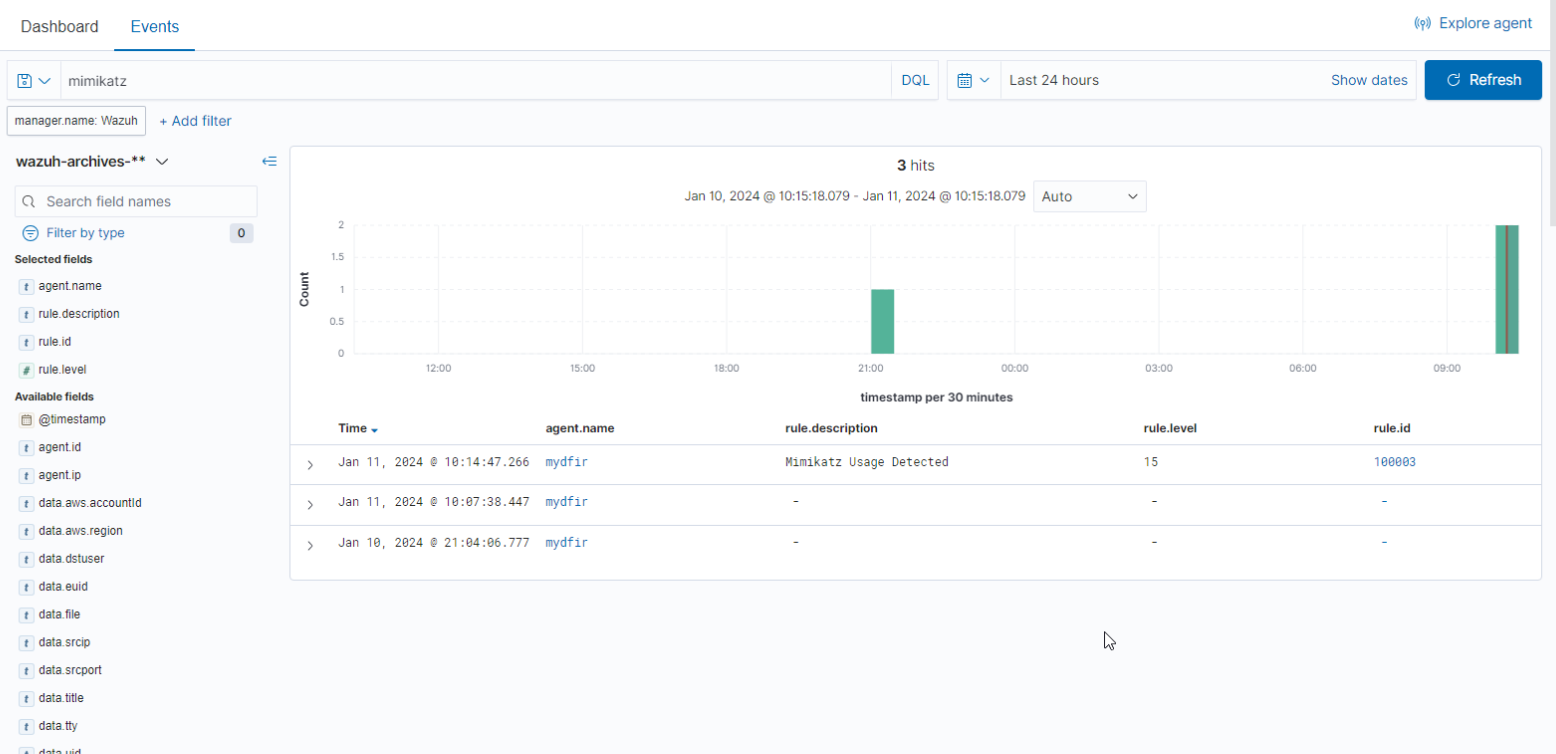 Dashboard Events Explore agent
mimikatz DQL Last 24 hours Show dates Refresh
manager.name: Wazuh + Add filter
wazuh-archives-**
Search field names
Filter by type 0
Selected fields
t agent.name
t rule.description
t rule.id
# rule.level
Available fields
@timestamp
t agent.id
t agent.ip
t data.aws.accountId
t data.aws.region
t data.dstuser
t data.euid
t data.file
t data.srcip
t data.srcport
t data.title
t data.tty
t data.uid
3 hits
Jan 10, 2024 @ 10:15:18.079 - Jan 11, 2024 @ 10:15:18.079 Auto
Count
2
1.5
1
0.5
0
12:00 15:00 18:00 21:00 00:00 03:00 06:00 09:00
timestamp per 30 minutes
Time agent.name rule.description rule.level rule.id
Jan 11, 2024 @ 10:14:47.266 mydfir Mimikatz Usage Detected 15 100003
Jan 11, 2024 @ 10:07:38.447 mydfir - - -
Jan 10, 2024 @ 21:04:06.777 mydfir - - -